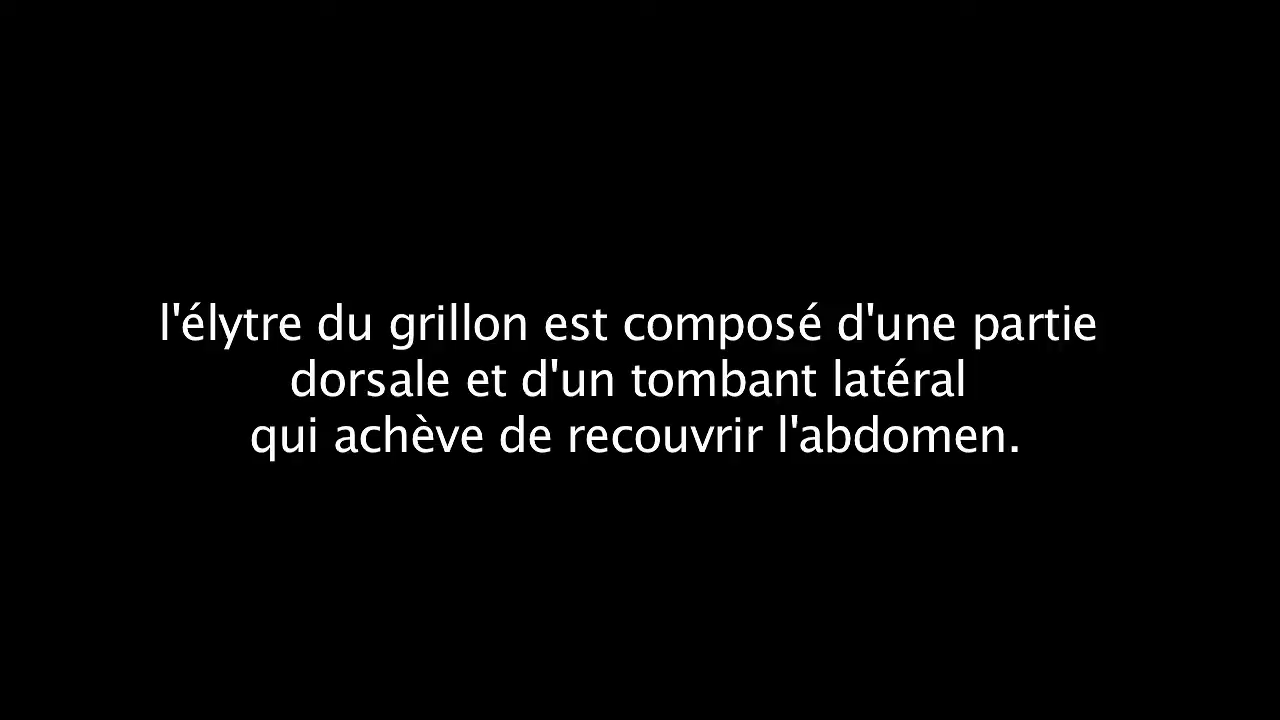 l'élytre du grillon est composé d'une partie
dorsale et d'un tombant latéral
qui achève de recouvrir l'abdomen.